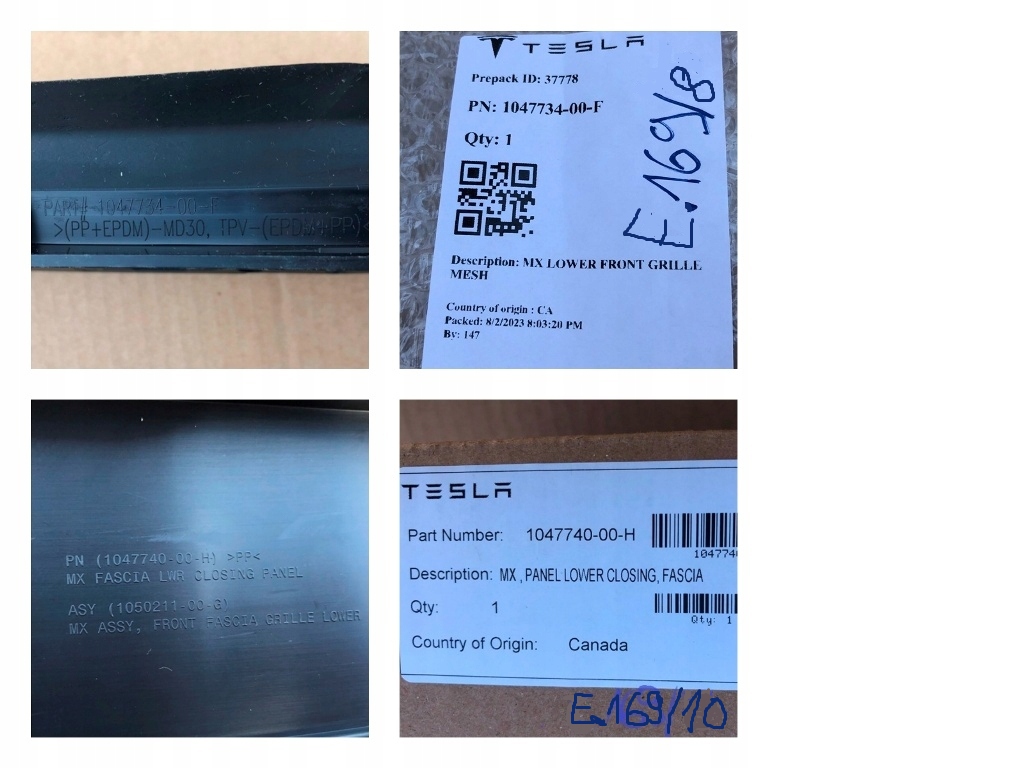 PART# 1047734-00-F
>(PP+EPDM)-MD30, TPV-(EPDM+PP)<
TESLA
Prepack ID: 37778
PN: 1047734-00-F
Qty: 1
E.169/8
Description: MX LOWER FRONT GRILLE
MESH
Country of origin : CA
Packed: 8/2/2023 8:03:20 PM
By: 147
PN (1047740-00-H) >PP<
MX FASCIA LWR CLOSING PANEL
ASY (1050211-00-G)
MX ASSY, FRONT FASCIA GRILLE LOWER
TESLA
Part Number: 1047740-00-H
104774
Description: MX , PANEL LOWER CLOSING, FASCIA
Qty: 1
Qty: 1
Country of Origin: Canada
E.169/10